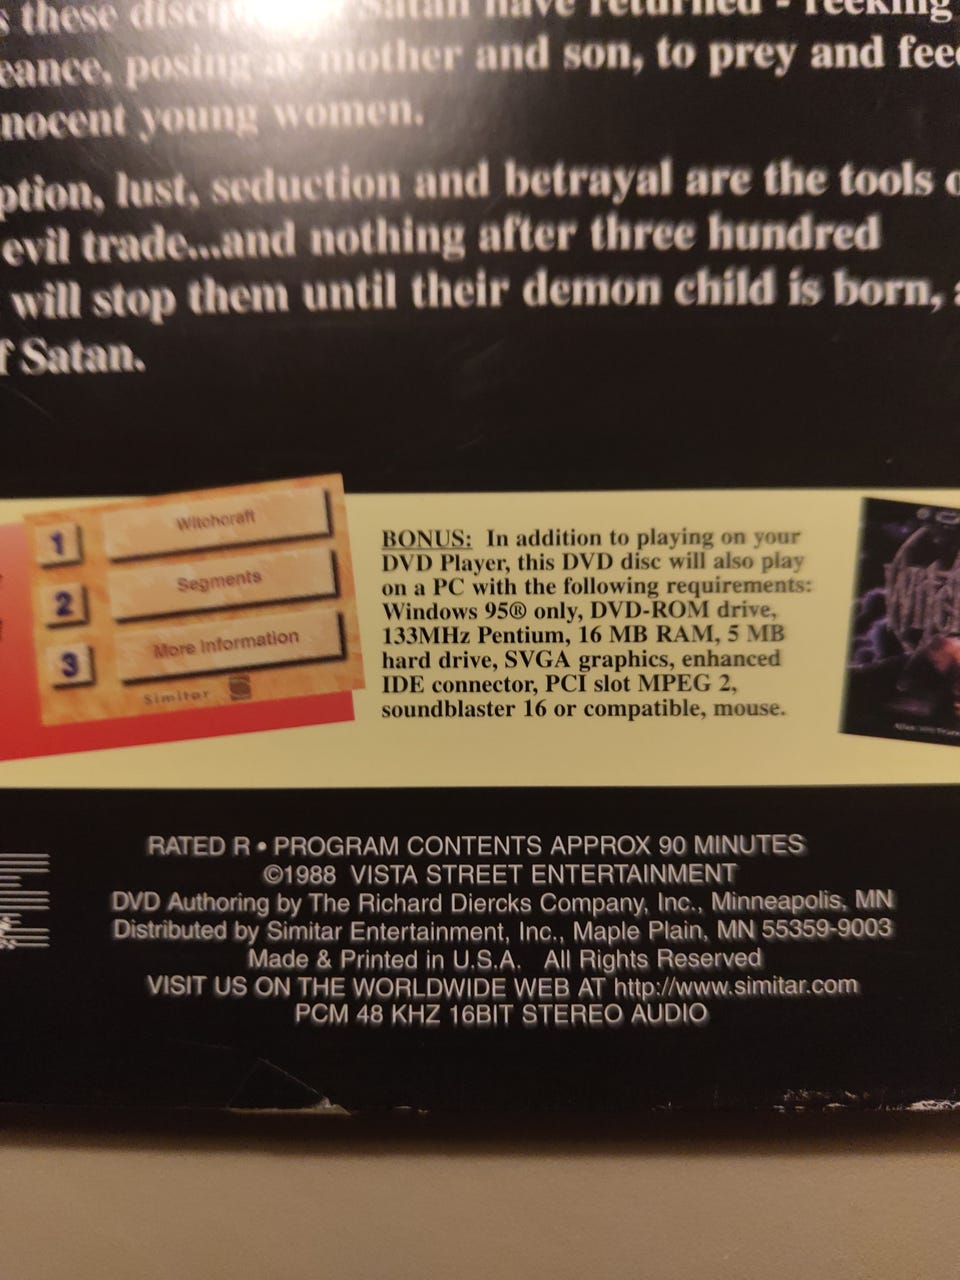 these disciples Satan have returned - reeking
posing as mother and son, to prey and
young women.
lust, seduction and betrayal are the tools
evil trade...and nothing after three hundred
will stop them until their demon child is born,
Satan.
1 Witchcraft
2 Segments
3 More Information
Simitar
BONUS: In addition to playing on your
DVD Player, this DVD disc will also play
on a PC with the following requirements:
Windows 95® only, DVD-ROM drive,
133MHz Pentium, 16 MB RAM, 5 MB
hard drive, SVGA graphics, enhanced
IDE connector, PCI slot MPEG 2,
soundblaster 16 or compatible, mouse.
RATED R • PROGRAM CONTENTS APPROX 90 MINUTES
©1988 VISTA STREET ENTERTAINMENT
DVD Authoring by The Richard Diercks Company, Inc., Minneapolis, MN
Distributed by Simitar Entertainment, Inc., Maple Plain, MN 55359-9003
Made & Printed in U.S.A. All Rights Reserved
VISIT US ON THE WORLDWIDE WEB AT http://www.simitar.com
PCM 48 KHZ 16BIT STEREO AUDIO